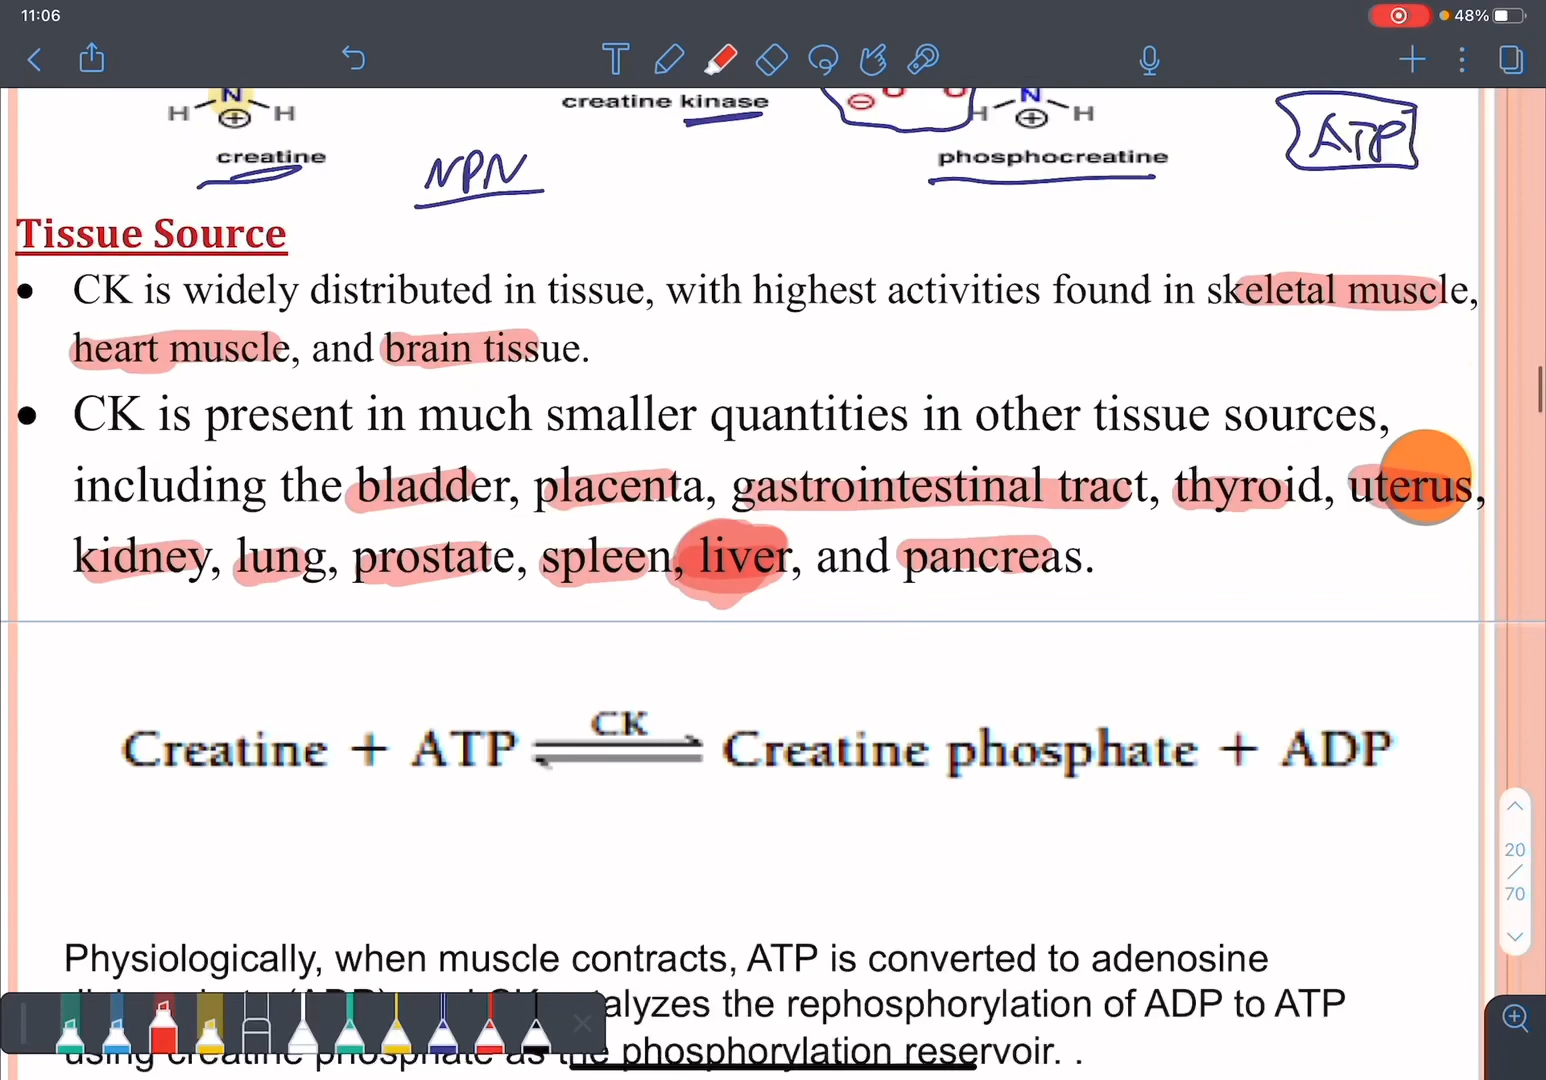 11:06
48%
N
H H
⊕
creatine kinase
⊖
N
H H
⊕
ATP
creatine
NPN
phosphocreatine
Tissue Source
• CK is widely distributed in tissue, with highest activities found in skeletal muscle,
heart muscle, and brain tissue.
• CK is present in much smaller quantities in other tissue sources,
including the bladder, placenta, gastrointestinal tract, thyroid, uterus,
kidney, lung, prostate, spleen, liver, and pancreas.
CK
Creatine + ATP ⇌ Creatine phosphate + ADP
20
/
70
Physiologically, when muscle contracts, ATP is converted to adenosine
the rephosphorylation of ADP to ATP
phosphorylation reservoir. .